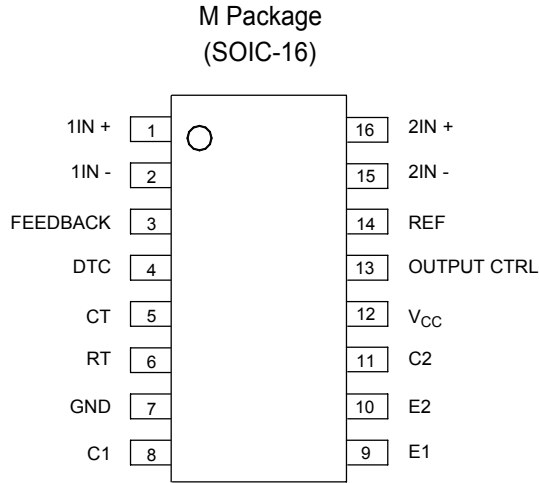 M Package
(SOIC-16)
1IN + 1 16 2IN +
1IN - 2 15 2IN -
FEEDBACK 3 14 REF
DTC 4 13 OUTPUT CTRL
CT 5 12 VCC
RT 6 11 C2
GND 7 10 E2
C1 8 9 E1